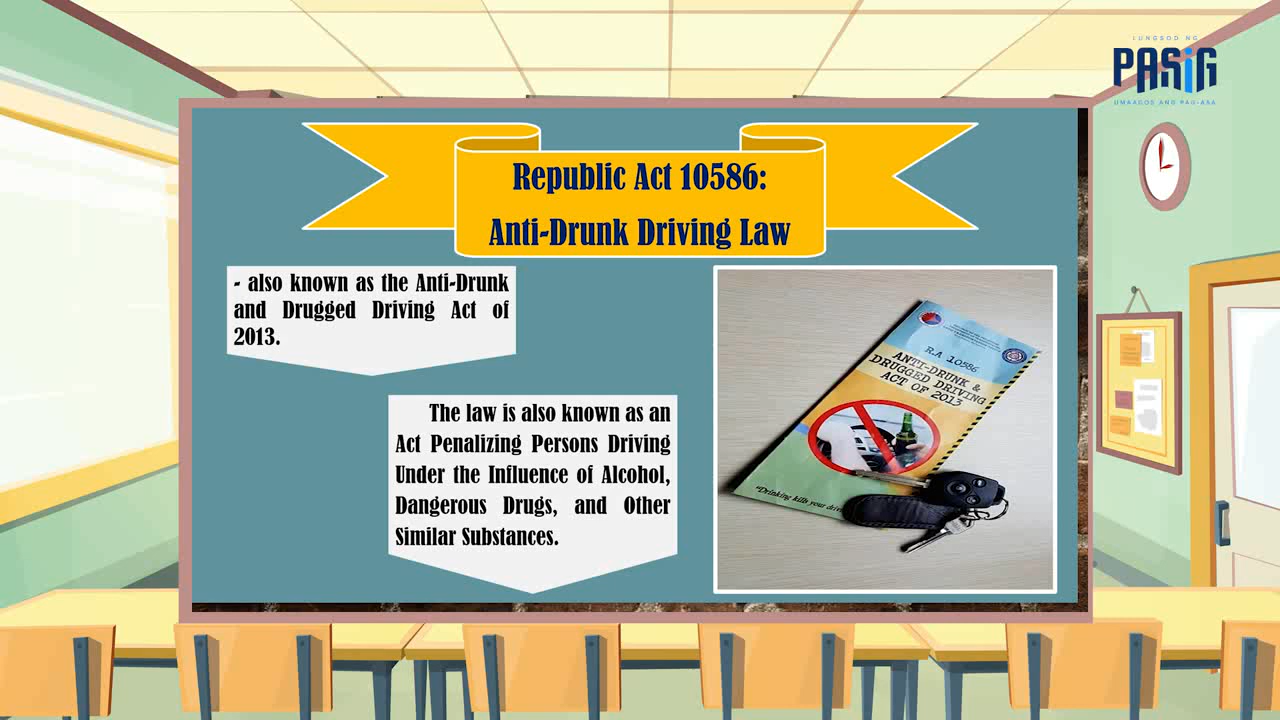 LUNGSOD NG
PASiG
UMAAGOS ANG PAG-ASA
Republic Act 10586:
Anti-Drunk Driving Law
- also known as the Anti-Drunk
and Drugged Driving Act of
2013.
The law is also known as an
Act Penalizing Persons Driving
Under the Influence of Alcohol,
Dangerous Drugs, and Other
Similar Substances.
R.A 10586
ANTI-DRUNK &
DRUGGED DRIVING
ACT OF 2013
"Drinking kills your